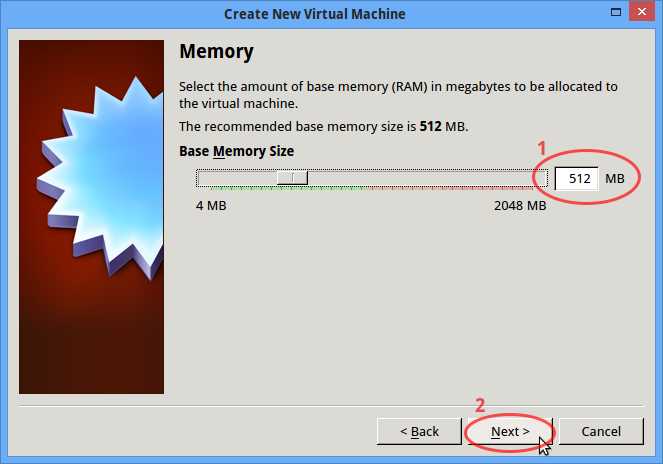 Create New Virtual Machine
Memory
Select the amount of base memory (RAM) in megabytes to be allocated to
the virtual machine.
The recommended base memory size is 512 MB.
1
Base Memory Size
512 MB
4 MB 2048 MB
2
< Back Next > Cancel